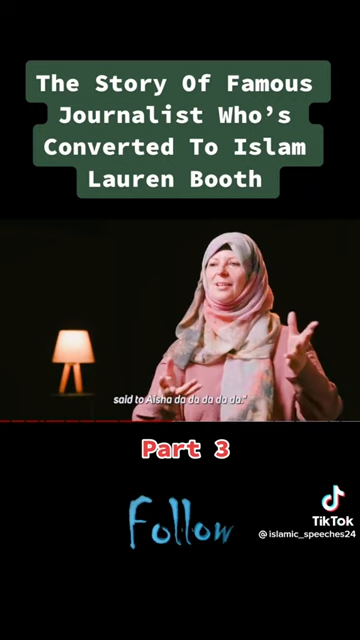 The Story Of Famous
Journalist Who's
Converted To Islam
Lauren Booth
said to Aisha da da da da da."
Part 3
Follow
TikTok
@islamic_speeches24